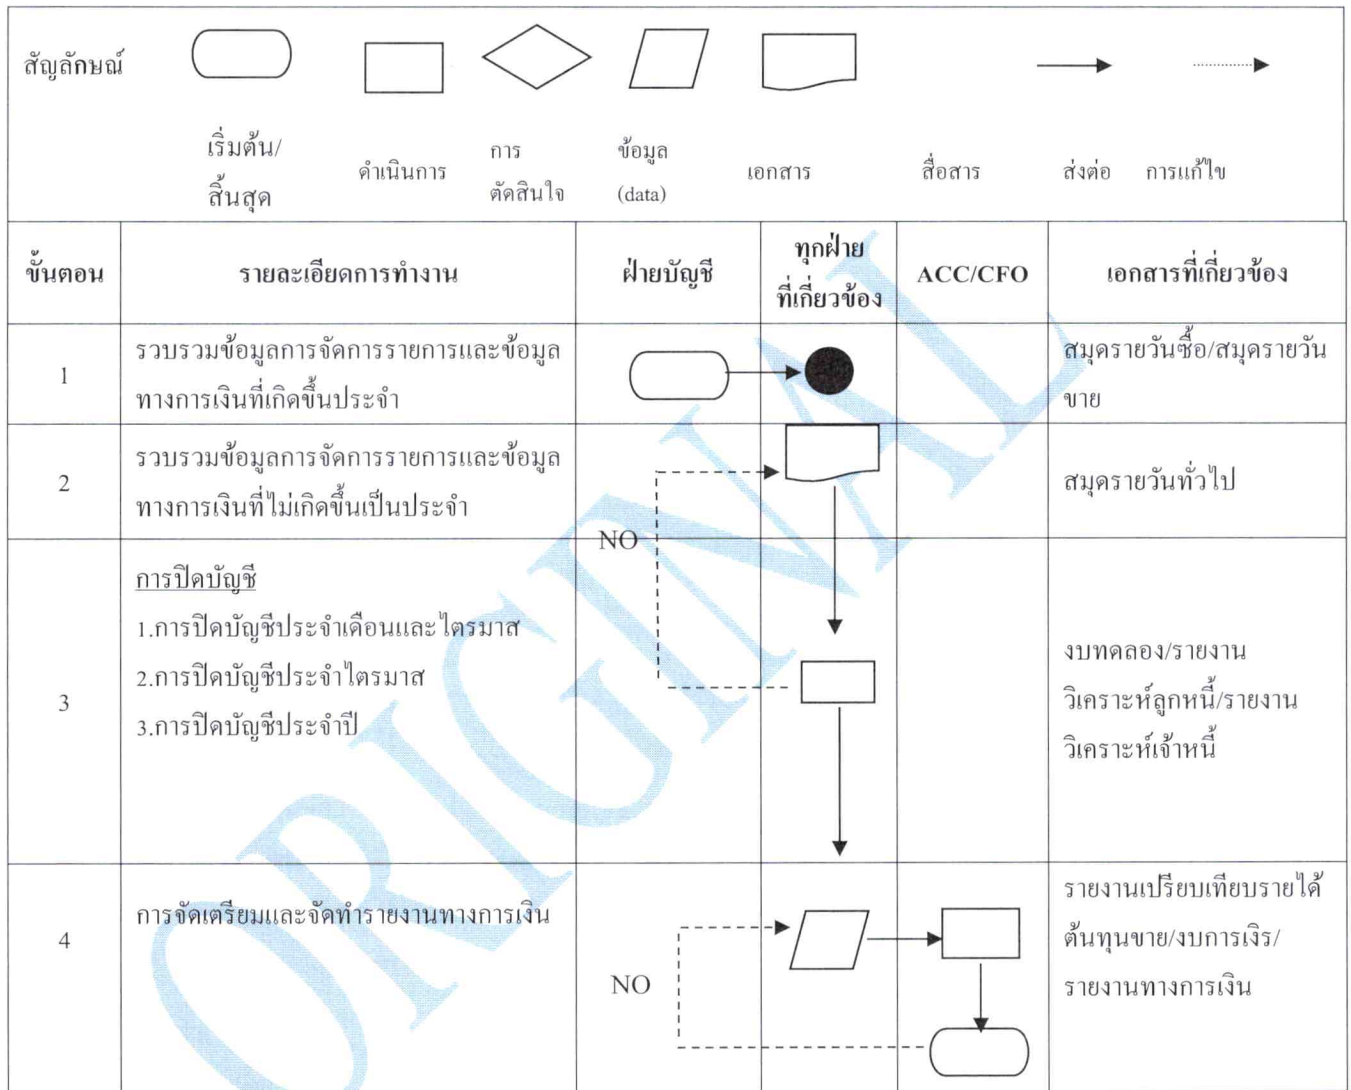 สัญลักษณ์
เริ่มต้น/
สิ้นสุด
ดำเนินการ
การ
ตัดสินใจ
ข้อมูล
(data)
เอกสาร
สื่อสาร
ส่งต่อ
การแก้ไข
ขั้นตอน
รายละเอียดการทำงาน
ฝ่ายบัญชี
ทุกฝ่าย
ที่เกี่ยวข้อง
ACC/CFO
เอกสารที่เกี่ยวข้อง
1
รวบรวมข้อมูลการจัดการรายการและข้อมูล
ทางการเงินที่เกิดขึ้นประจำ
สมุดรายวันซื้อ/สมุดรายวัน
ขาย
2
รวบรวมข้อมูลการจัดการรายการและข้อมูล
ทางการเงินที่ไม่เกิดขึ้นเป็นประจำ
สมุดรายวันทั่วไป
NO
3
การปิดบัญชี
1.การปิดบัญชีประจำเดือนและไตรมาส
2.การปิดบัญชีประจำไตรมาส
3.การปิดบัญชีประจำปี
งบทดลอง/รายงาน
วิเคราะห์ลูกหนี้/รายงาน
วิเคราะห์เจ้าหนี้
4
การจัดเตรียมและจัดทำรายงานทางการเงิน
NO
รายงานเปรียบเทียบรายได้
ต้นทุนขาย/งบการเงิร/
รายงานทางการเงิน
ORIGINAL